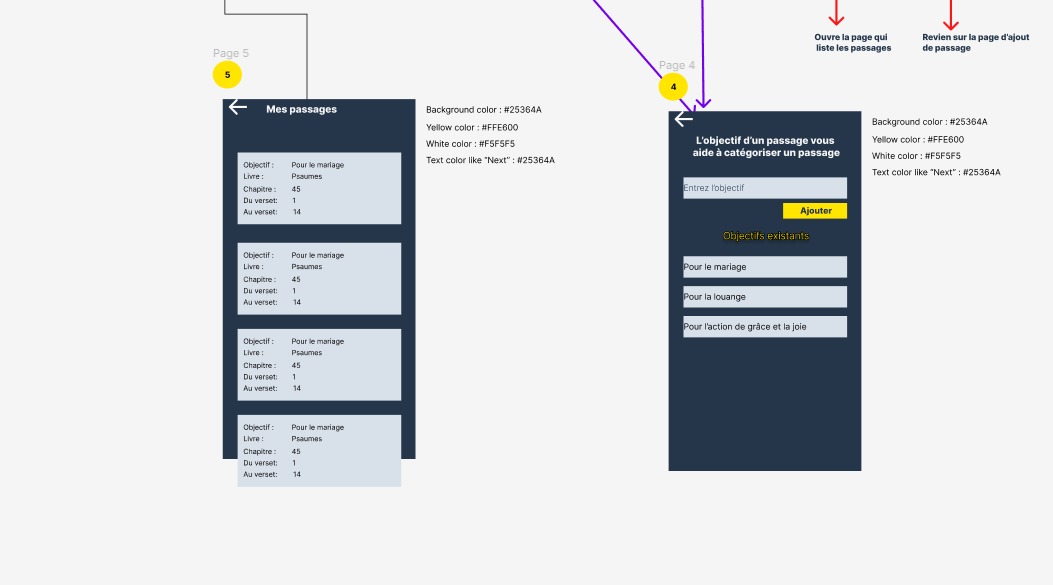 Ouvre la page qui
liste les passages
Revien sur la page d'ajout
de passage
Page 5
5
Mes passages
Objectif : Pour le mariage
Livre : Psaumes
Chapitre : 45
Du verset: 1
Au verset: 14
Objectif : Pour le mariage
Livre : Psaumes
Chapitre : 45
Du verset: 1
Au verset: 14
Objectif : Pour le mariage
Livre : Psaumes
Chapitre : 45
Du verset: 1
Au verset: 14
Objectif : Pour le mariage
Livre : Psaumes
Chapitre : 45
Du verset: 1
Au verset: 14
Background color : #25364A
Yellow color : #FFE600
White color : #F5F5F5
Text color like "Next" : #25364A
Page 4
4
L'objectif d'un passage vous
aide à catégoriser un passage
Entrez l'objectif
Ajouter
Objectifs existants
Pour le mariage
Pour la louange
Pour l'action de grâce et la joie
Background color : #25364A
Yellow color : #FFE600
White color : #F5F5F5
Text color like "Next" : #25364A